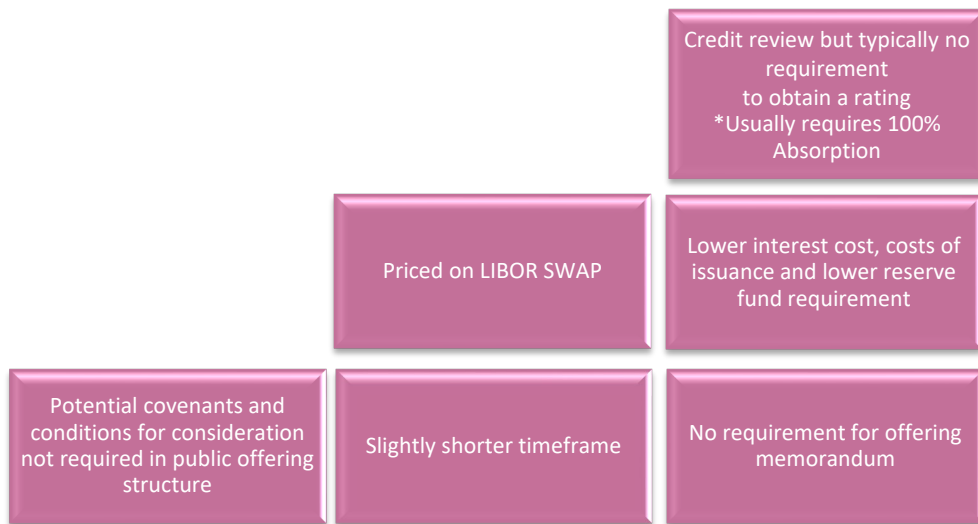 Credit review but typically no
requirement
to obtain a rating
*Usually requires 100%
Absorption
Priced on LIBOR SWAP
Lower interest cost, costs of
issuance and lower reserve
fund requirement
Potential covenants and
conditions for consideration
not required in public offering
structure
Slightly shorter timeframe
No requirement for offering
memorandum